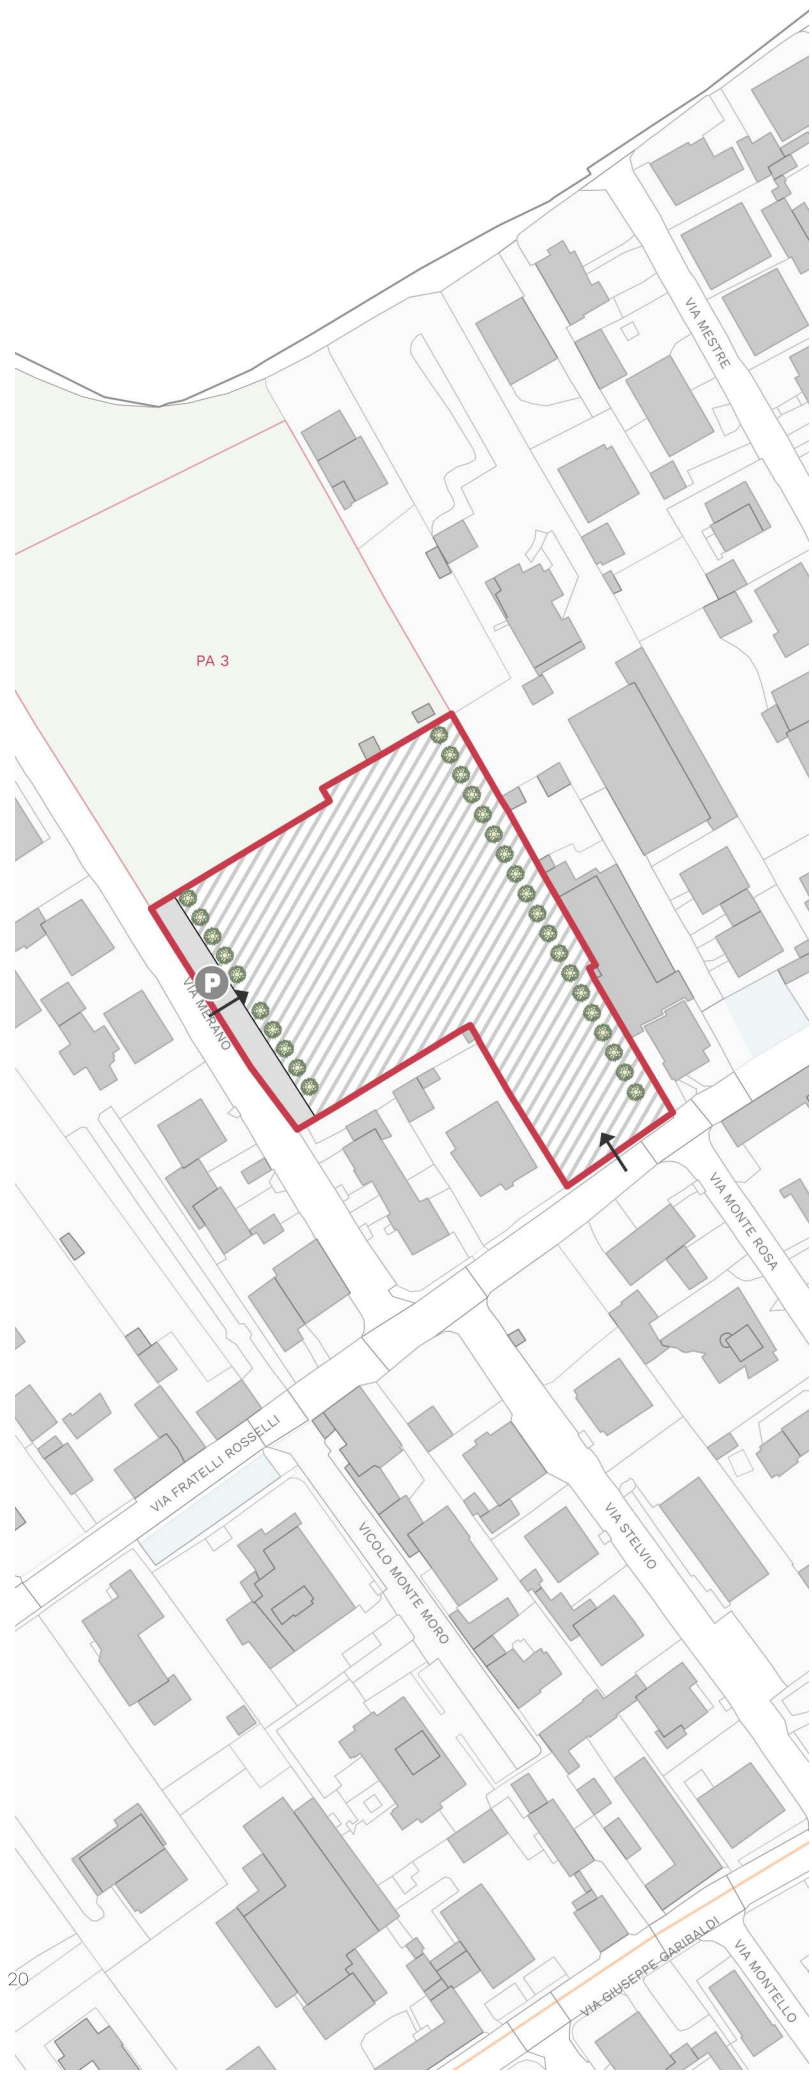 VIA MESTRE
PA 3
P
VIA MERANO
VIA MONTE ROSA
VIA FRATELLI ROSSELLI
VIA STELVIO
VICOLO MONTE MORO
VIA GIUSEPPE GARIBALDI
VIA MONTELLO
20